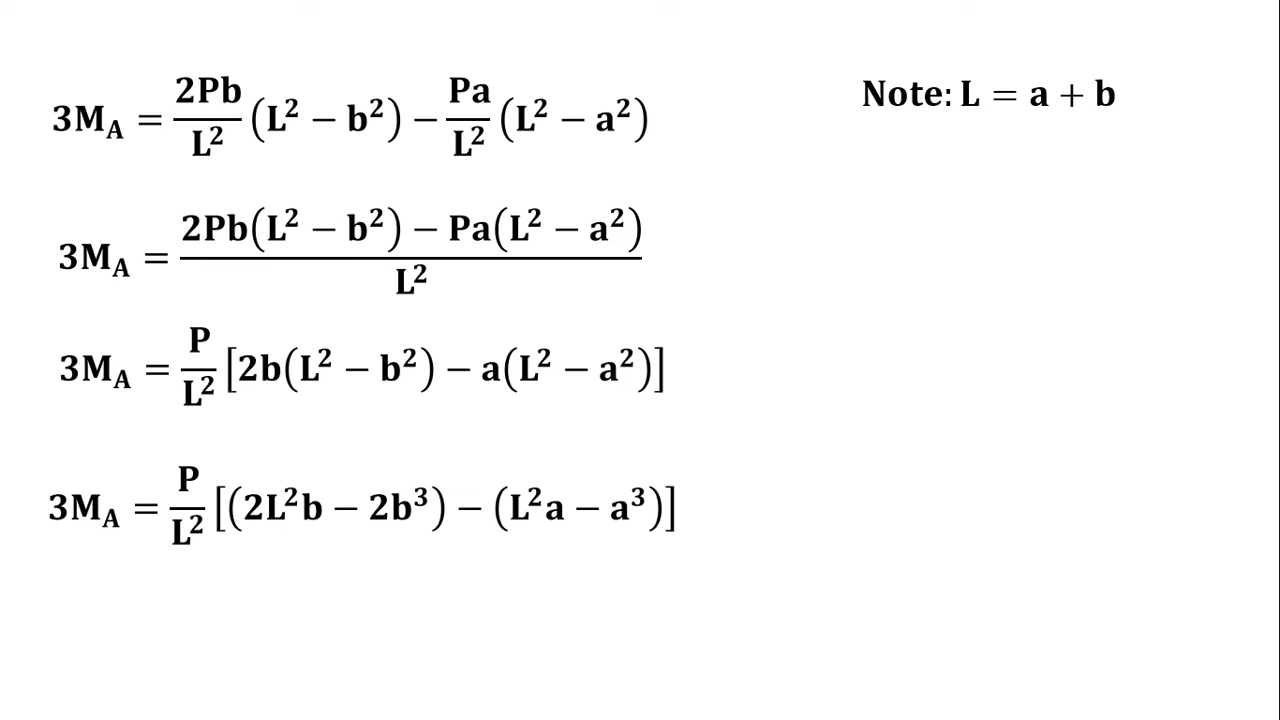 3M_A = 2Pb/L² (L² − b²) − Pa/L² (L² − a²)
Note: L = a + b
3M_A = 2Pb(L² − b²) − Pa(L² − a²) / L²
3M_A = P/L² [2b(L² − b²) − a(L² − a²)]
3M_A = P/L² [(2L²b − 2b³) − (L²a − a³)]